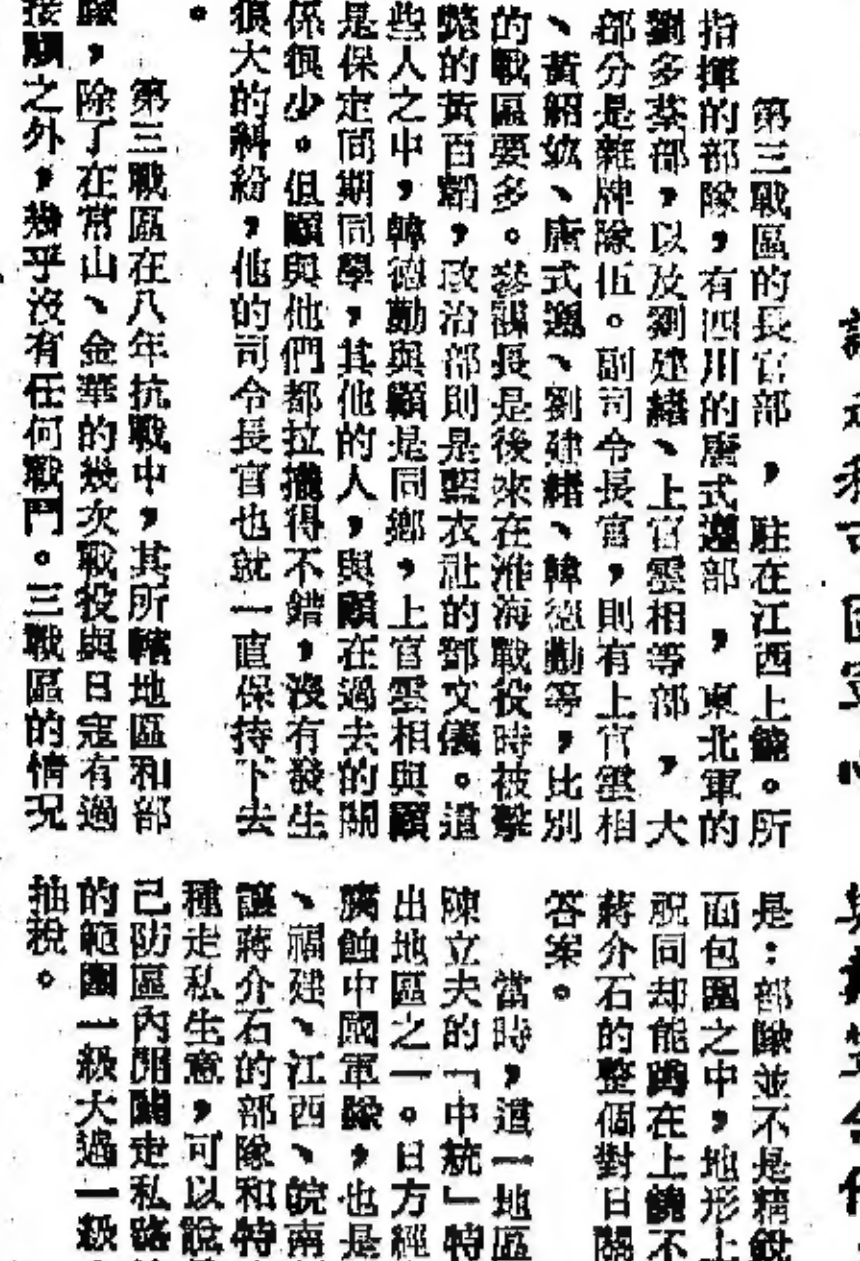 第三戰區的長官部，駐在江西上饒。所
指揮的部隊，有四川的唐式遵部，東北軍的
劉多荃部，以及劉建緒、上官雲相等部，大
部分是雜牌隊伍。副司令長官，則有上官雲相
、黃紹竑、唐式遵、劉建緒、韓德勤等，比別
的戰區要多。參謀長是後來在淮海戰役時被擊
斃的黃百韜，政治部則是藍衣社的鄧文儀。這
些人之中，韓德勤與顧是同鄉，上官雲相與顧
是保定同期同學，其他的人，與顧在過去的關
係很少。但顧與他們都拉攏得不錯，沒有發生
很大的糾紛，他的司令長官也就一直保持下去
。
第三戰區在八年抗戰中，其所轄地區和部
隊，除了在常山、金華的幾次戰役與日寇有過
接觸之外，幾乎沒有任何戰鬥。三戰區的情況
是：部隊並不是精銳
面包圍之中，地形上
祝同却能跨在上饒不
蔣介石的整個對日關
答案。
當時，這一地區
陳立夫的「中統」特
出地區之一。日方經
腐蝕中國軍隊，也是
、福建、江西、皖南
讓蔣介石的部隊和特
種走私生意，可以說
己防區內開闢走私路
的範圍一級大過一級
抽稅。